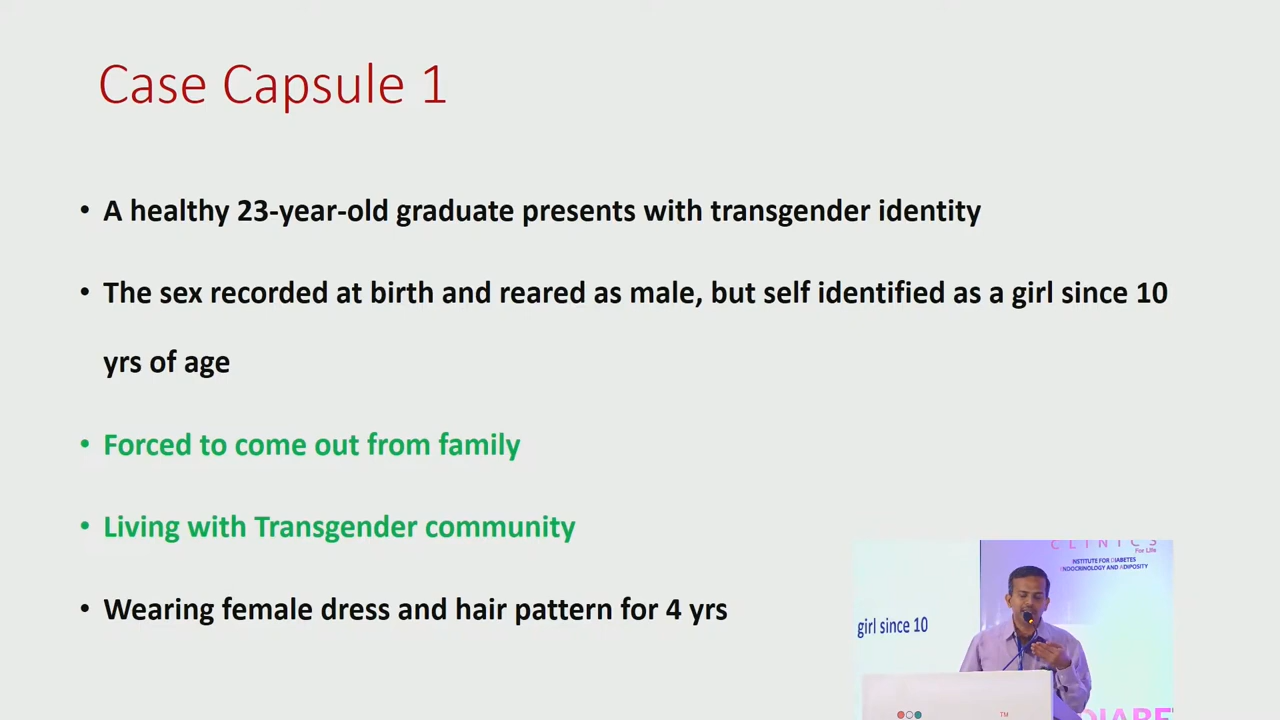 Case Capsule 1
• A healthy 23-year-old graduate presents with transgender identity
• The sex recorded at birth and reared as male, but self identified as a girl since 10
yrs of age
• Forced to come out from family
• Living with Transgender community
• Wearing female dress and hair pattern for 4 yrs
CLINICS
For Life
INSTITUTE FOR DIABETES
ENDOCRINOLOGY AND ADIPOSITY
girl since 10
TM
DIABE